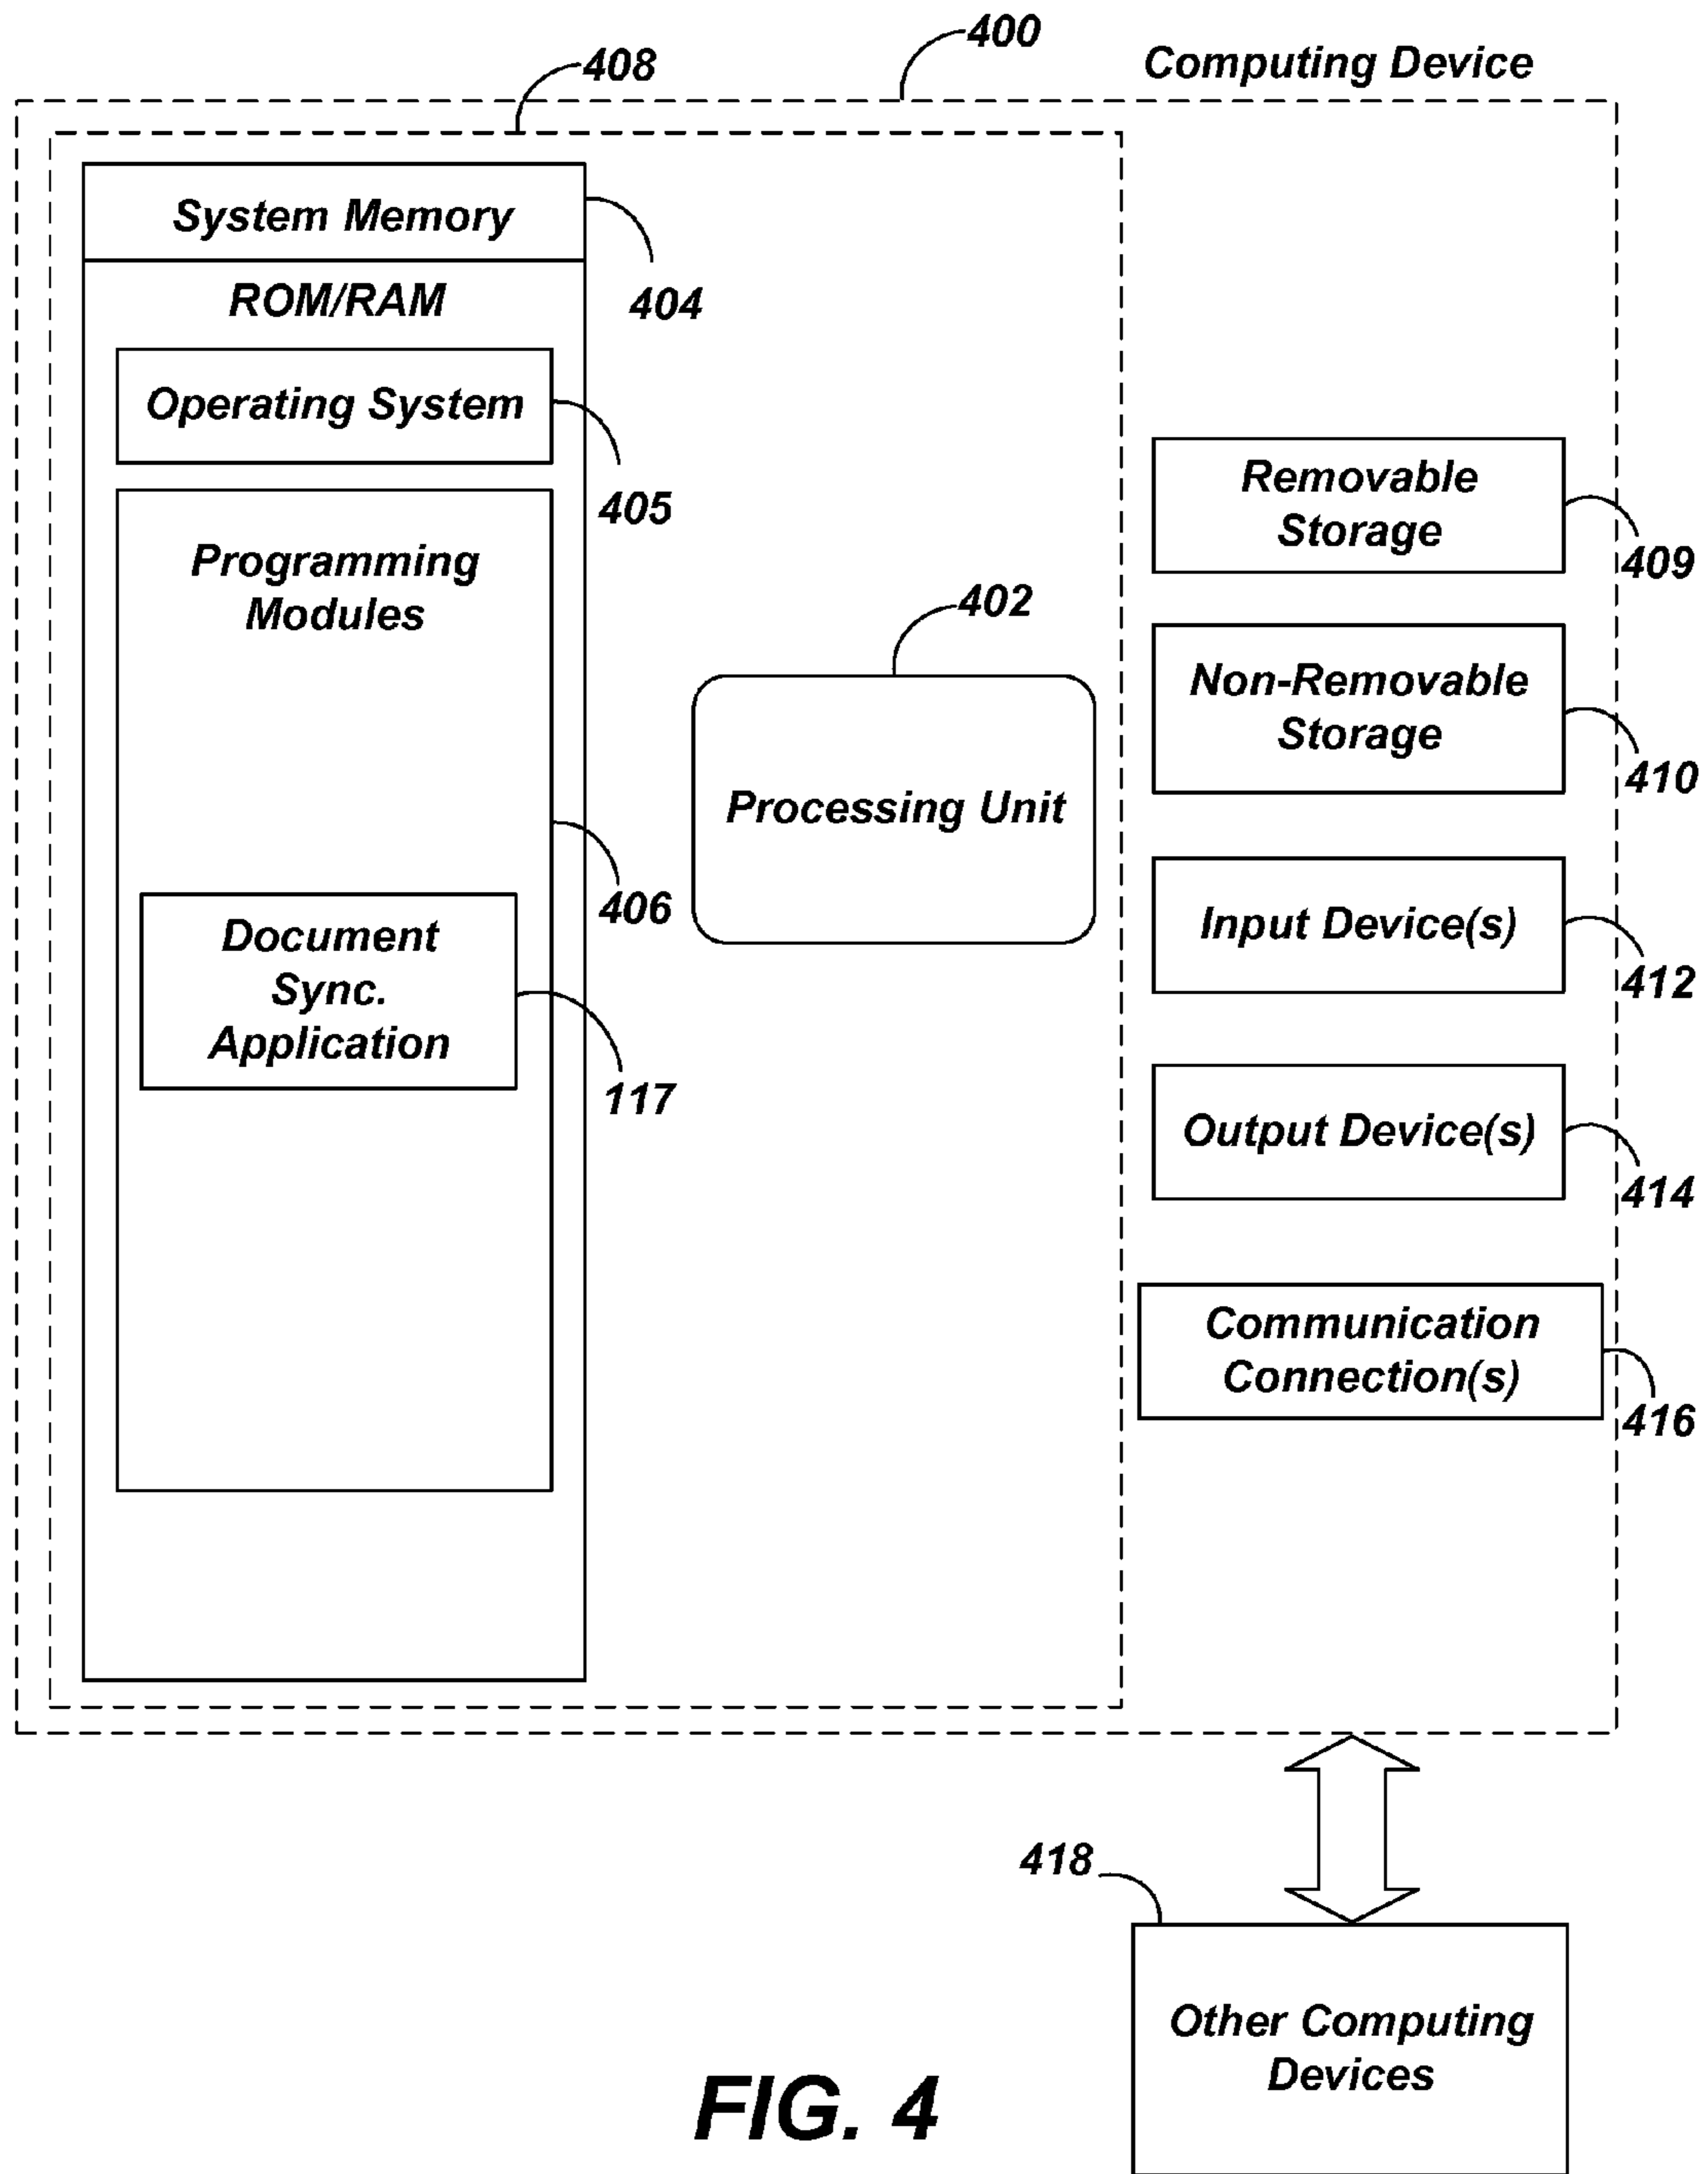 400
Computing Device
408
System Memory
404
ROM/RAM
Operating System
405
Programming
Modules
406
Document
Sync.
Application
117
402
Processing Unit
Removable
Storage
409
Non-Removable
Storage
410
Input Device(s)
412
Output Device(s)
414
Communication
Connection(s)
416
418
Other Computing
Devices
FIG. 4